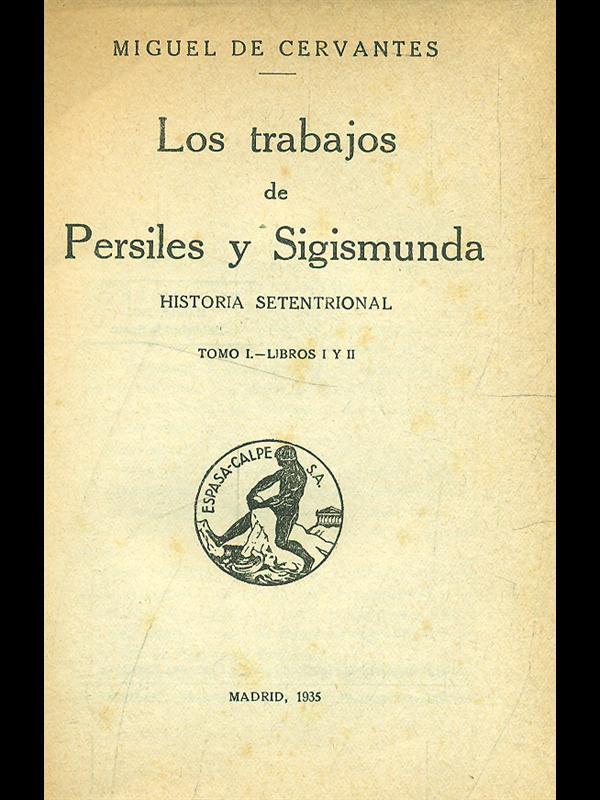 MIGUEL DE CERVANTES
Los trabajos
de
Persiles y Sigismunda
HISTORIA SETENTRIONAL
TOMO I.—LIBROS I Y II
ESPASA-CALPE S.A.
MADRID, 1935